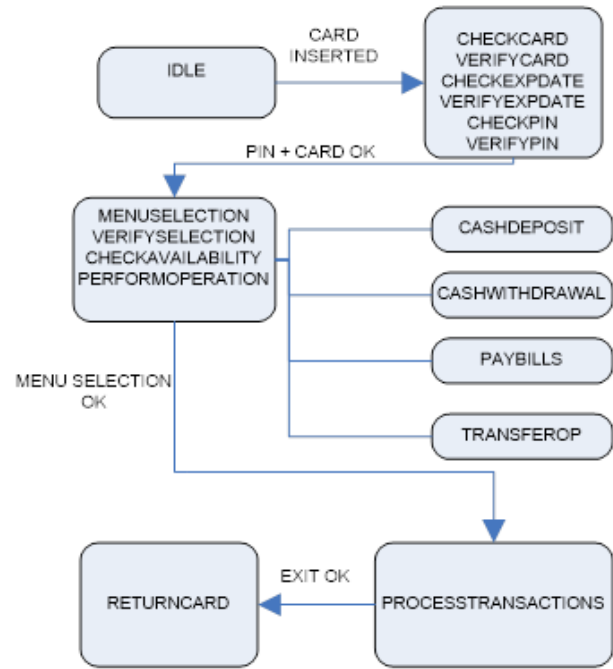 IDLE
CARD
INSERTED
CHECKCARD
VERIFYCARD
CHECKEXPDATE
VERIFYEXPDATE
CHECKPIN
VERIFYPIN
PIN + CARD OK
MENUSELECTION
VERIFYSELECTION
CHECKAVAILABILITY
PERFORMOPERATION
CASHDEPOSIT
CASHWITHDRAWAL
PAYBILLS
TRANSFEROP
MENU SELECTION
OK
PROCESSTRANSACTIONS
EXIT OK
RETURNCARD